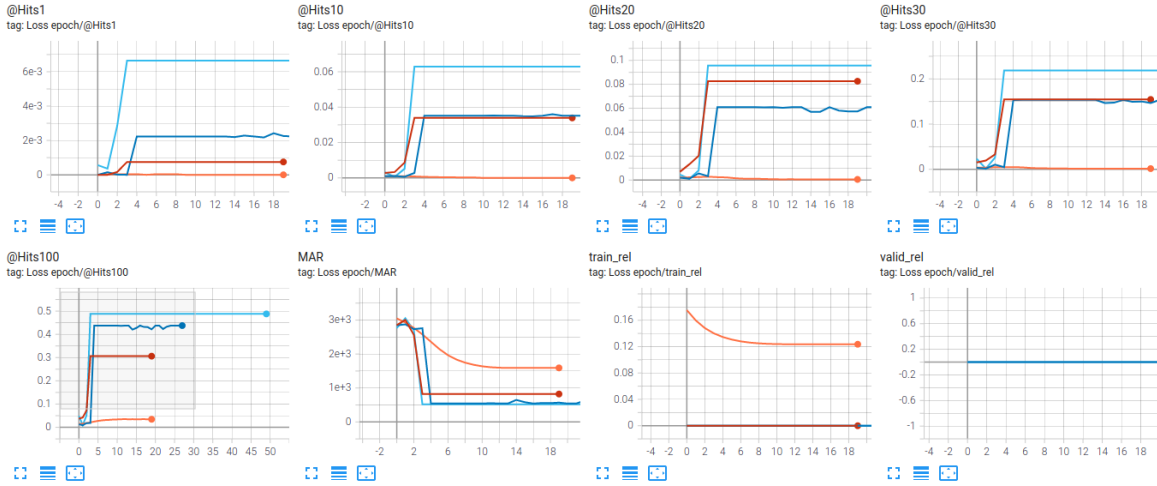 @Hits1
tag: Loss epoch/@Hits1
6e-3
4e-3
2e-3
0
-4 -2 0 2 4 6 8 10 12 14 16 18
@Hits10
tag: Loss epoch/@Hits10
0.06
0.04
0.02
0
-4 -2 0 2 4 6 8 10 12 14 16 18
@Hits20
tag: Loss epoch/@Hits20
0.1
0.08
0.06
0.04
0.02
0
-4 -2 0 2 4 6 8 10 12 14 16 18
@Hits30
tag: Loss epoch/@Hits30
0.2
0.1
0
-4 -2 0 2 4 6 8 10 12 14 16 18
@Hits100
tag: Loss epoch/@Hits100
0.5
0.4
0.3
0.2
0.1
0
0 5 10 15 20 25 30 35 40 45 50
MAR
tag: Loss epoch/MAR
3e+3
2e+3
1e+3
0
-2 2 6 10 14 18
train_rel
tag: Loss epoch/train_rel
0.16
0.12
0.08
0.04
0
-4 -2 0 2 4 6 8 10 12 14 16 18
valid_rel
tag: Loss epoch/valid_rel
1
0.6
0.2
-0.2
-0.6
-1
-4 -2 0 2 4 6 8 10 12 14 16 18